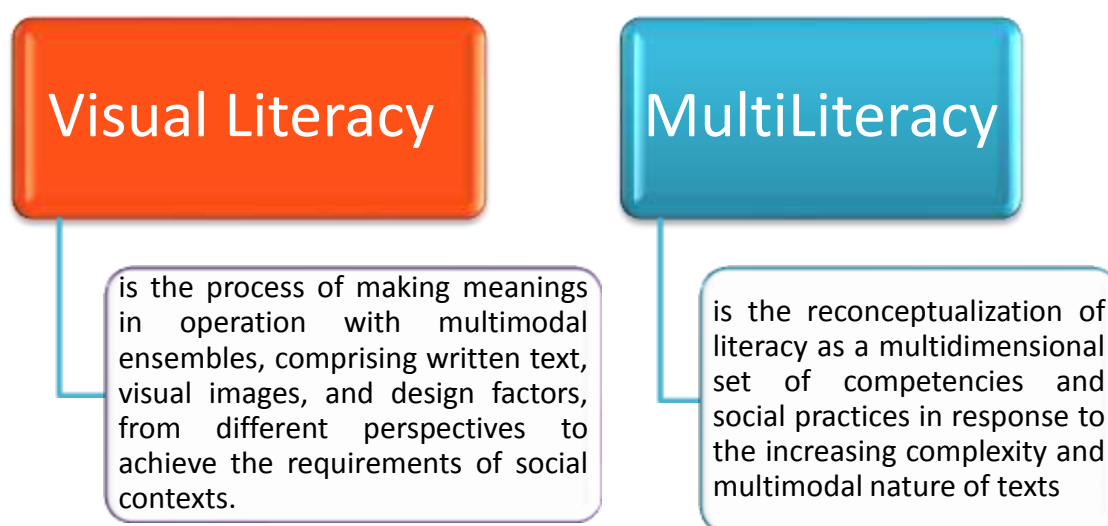 Visual Literacy
is the process of making meanings
in operation with multimodal
ensembles, comprising written text,
visual images, and design factors,
from different perspectives to
achieve the requirements of social
contexts.
MultiLiteracy
is the reconceptualization of
literacy as a multidimensional
set of competencies and
social practices in response to
the increasing complexity and
multimodal nature of texts